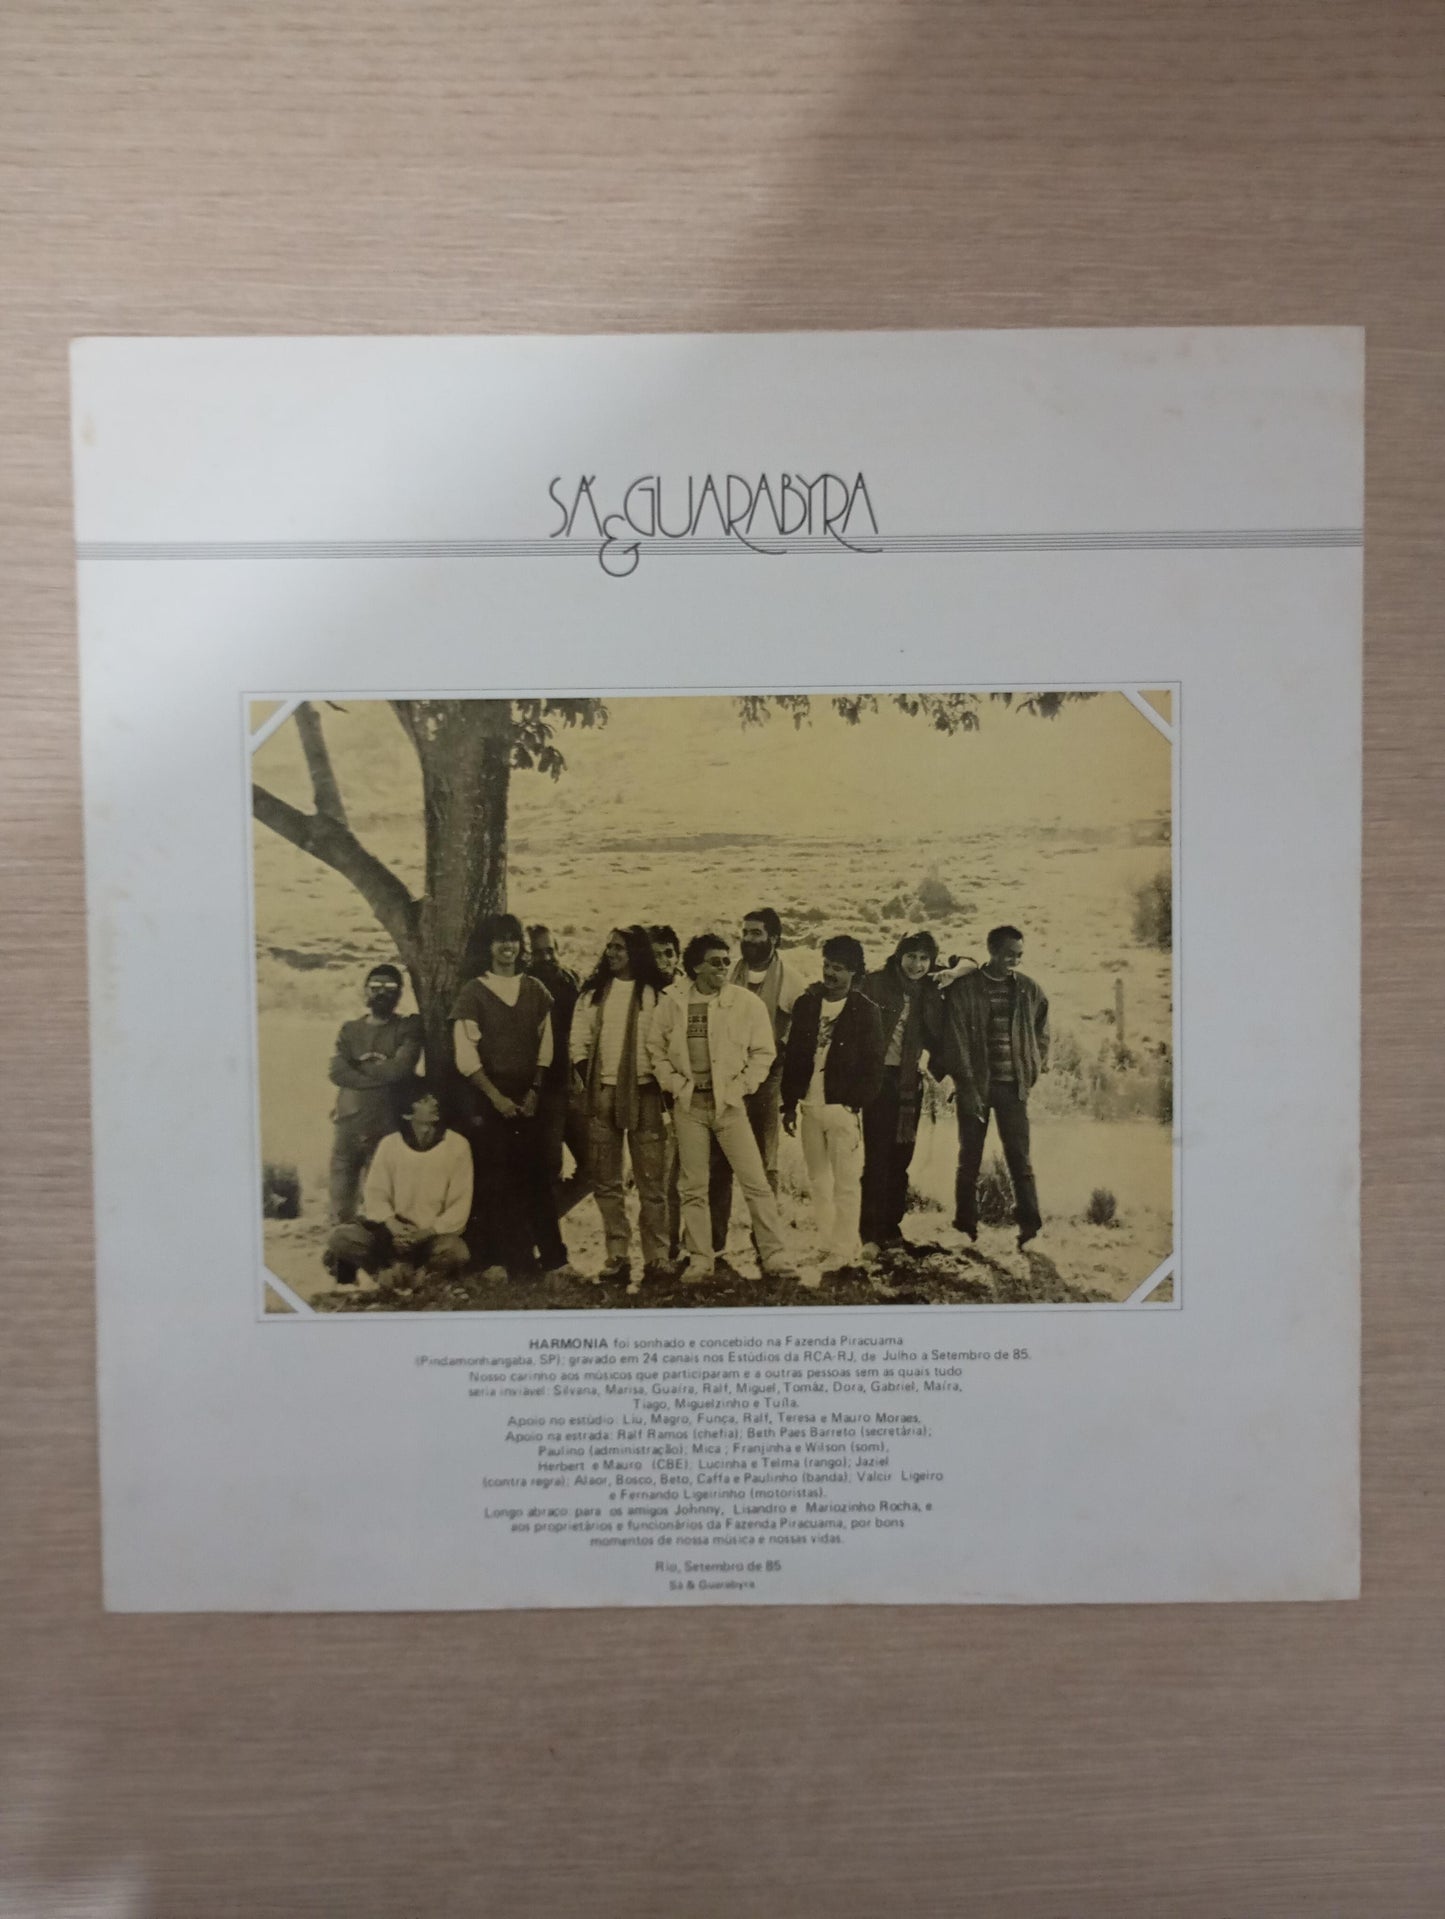 SÁ & GUARABYRA
HARMONIA foi sonhado e concebido na Fazenda Piracuama
(Pindamonhangaba, SP); gravado em 24 canais nos Estúdios da RCA-RJ, de Julho a Setembro de 85.
Nosso carinho aos músicos que participaram e a outras pessoas sem as quais tudo
seria inviável: Silvana, Marisa, Guaíra, Ralf, Miguel, Tomáz, Dora, Gabriel, Maíra,
Tiago, Miguelzinho e Tuíla.
Apoio no estúdio: Liu, Magro, Funça, Ralf, Teresa e Mauro Moraes.
Apoio na estrada: Ralf Ramos (chefia); Beth Paes Barreto (secretária);
Paulino (administração); Mica; Franjinha e Wilson (som),
Herbert e Mauro (CBE); Lucinha e Telma (rango); Jaziel
(contra regra); Alaor, Bosco, Beto, Caffa e Paulinho (banda); Valcir Ligeiro
e Fernando Ligeirinho (motoristas).
Longo abraço para os amigos Johnny, Lisandro e Mariozinho Rocha, e
aos proprietários e funcionários da Fazenda Piracuama, por bons
momentos de nossa música e nossas vidas.
Rio, Setembro de 85
Sá & Guarabyra